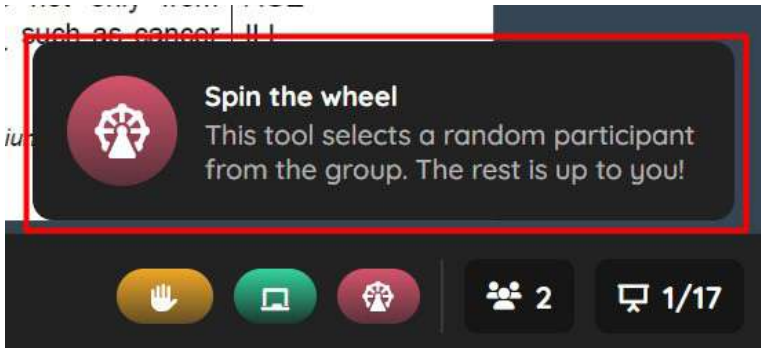 such as cancer
Spin the wheel
This tool selects a random participant
from the group. The rest is up to you!
2
1/17